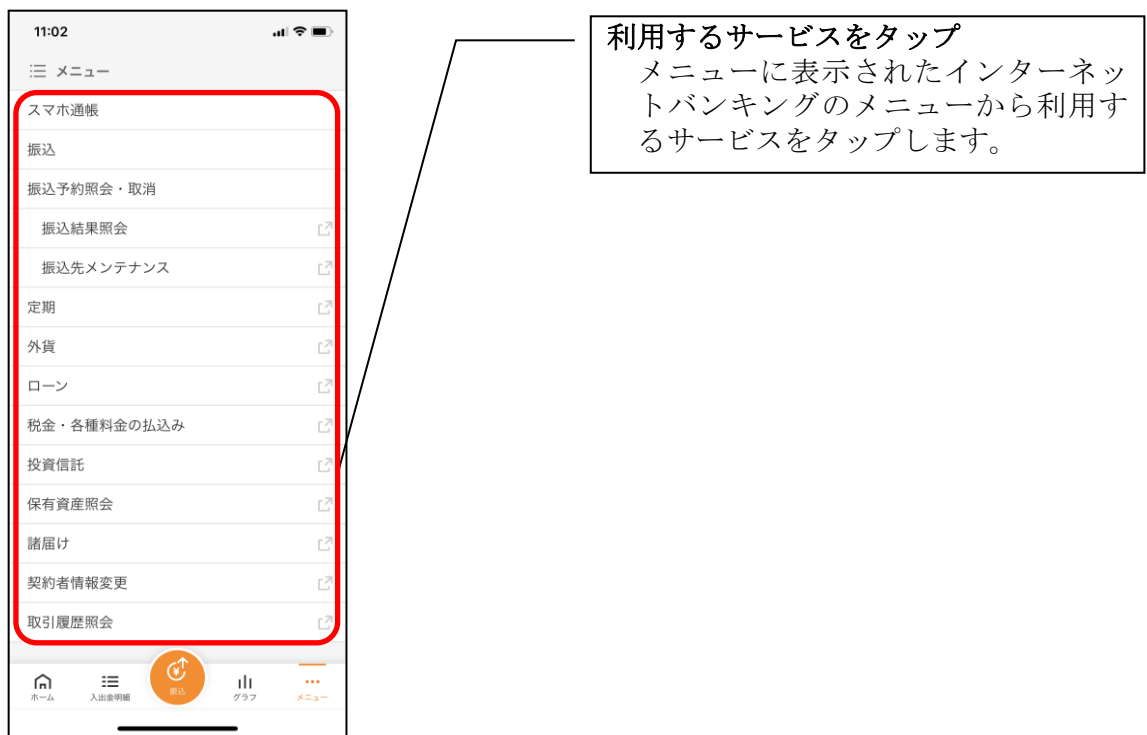 11:02
メニュー
スマホ通帳
振込
振込予約照会・取消
振込結果照会
振込先メンテナンス
定期
外貨
ローン
税金・各種料金の払込み
投資信託
保有資産照会
諸届け
契約者情報変更
取引履歴照会
ホーム
入出金明細
振込
グラフ
メニュー
利用するサービスをタップ
メニューに表示されたインターネッ
トバンキングのメニューから利用す
るサービスをタップします。